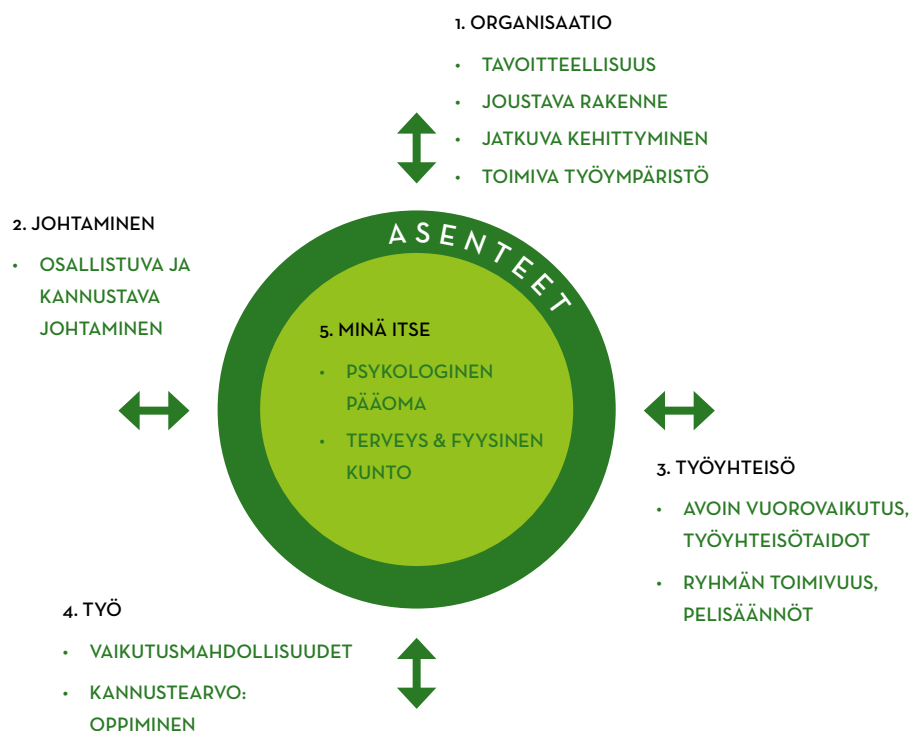 1. ORGANISAATIO
• TAVOITTEELLISUUS
• JOUSTAVA RAKENNE
• JATKUVA KEHITTYMINEN
• TOIMIVA TYÖYMPÄRISTÖ
2. JOHTAMINEN
• OSALLISTUVA JA
KANNUSTAVA
JOHTAMINEN
ASENTEET
5. MINÄ ITSE
• PSYKOLOGINEN
PÄÄOMA
• TERVEYS & FYYSINEN
KUNTO
3. TYÖYHTEISÖ
• AVOIN VUOROVAIKUTUS,
TYÖYHTEISÖTAIDOT
• RYHMÄN TOIMIVUUS,
PELISÄÄNNÖT
4. TYÖ
• VAIKUTUSMAHDOLLISUUDET
• KANNUSTEARVO:
OPPIMINEN